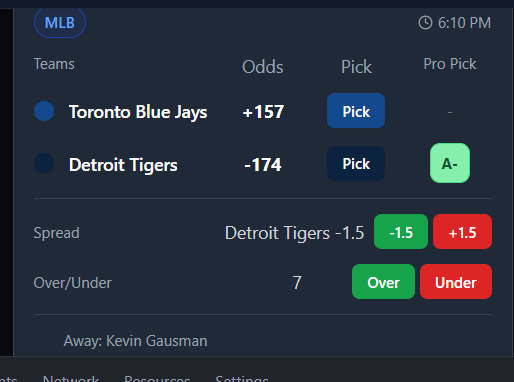 MLB 6:10 PM
Teams Odds Pick Pro Pick
Toronto Blue Jays +157 Pick -
Detroit Tigers -174 Pick A-
Spread Detroit Tigers -1.5 -1.5 +1.5
Over/Under 7 Over Under
Away: Kevin Gausman
Network Resources Settings